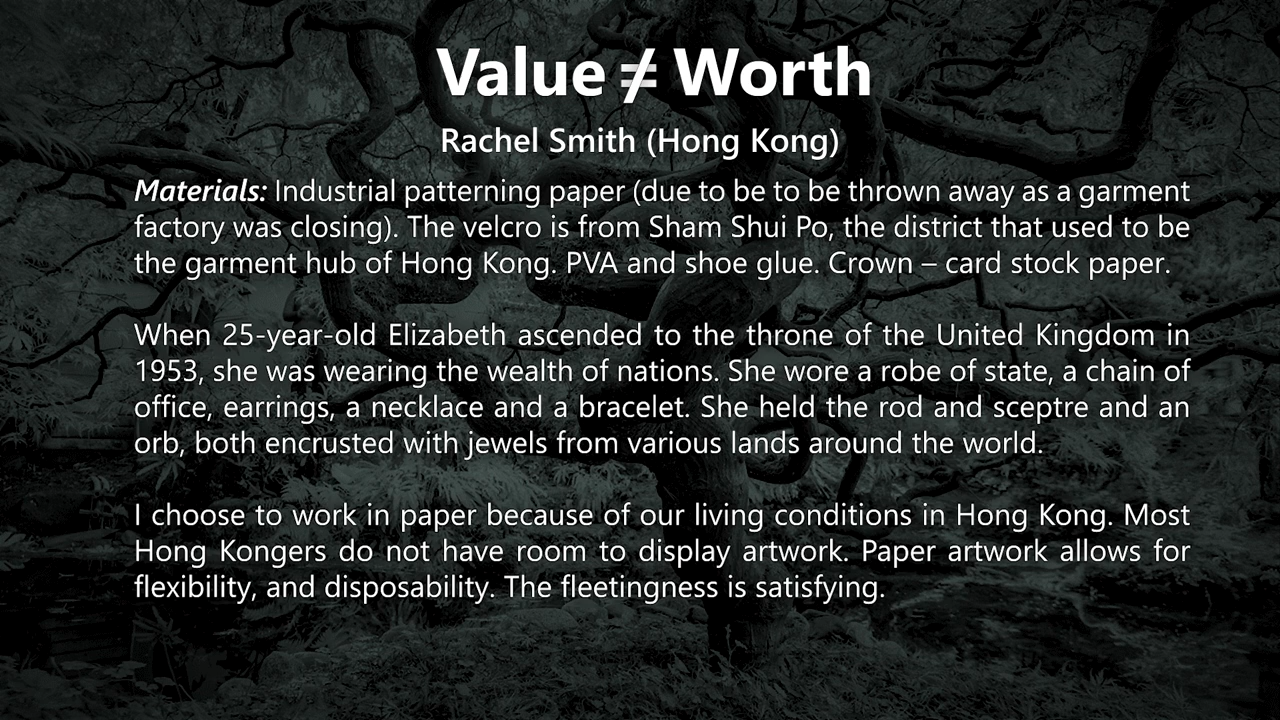 Value ≠ Worth
Rachel Smith (Hong Kong)
Materials: Industrial patterning paper (due to be to be thrown away as a garment
factory was closing). The velcro is from Sham Shui Po, the district that used to be
the garment hub of Hong Kong. PVA and shoe glue. Crown – card stock paper.
When 25-year-old Elizabeth ascended to the throne of the United Kingdom in
1953, she was wearing the wealth of nations. She wore a robe of state, a chain of
office, earrings, a necklace and a bracelet. She held the rod and sceptre and an
orb, both encrusted with jewels from various lands around the world.
I choose to work in paper because of our living conditions in Hong Kong. Most
Hong Kongers do not have room to display artwork. Paper artwork allows for
flexibility, and disposability. The fleetingness is satisfying.